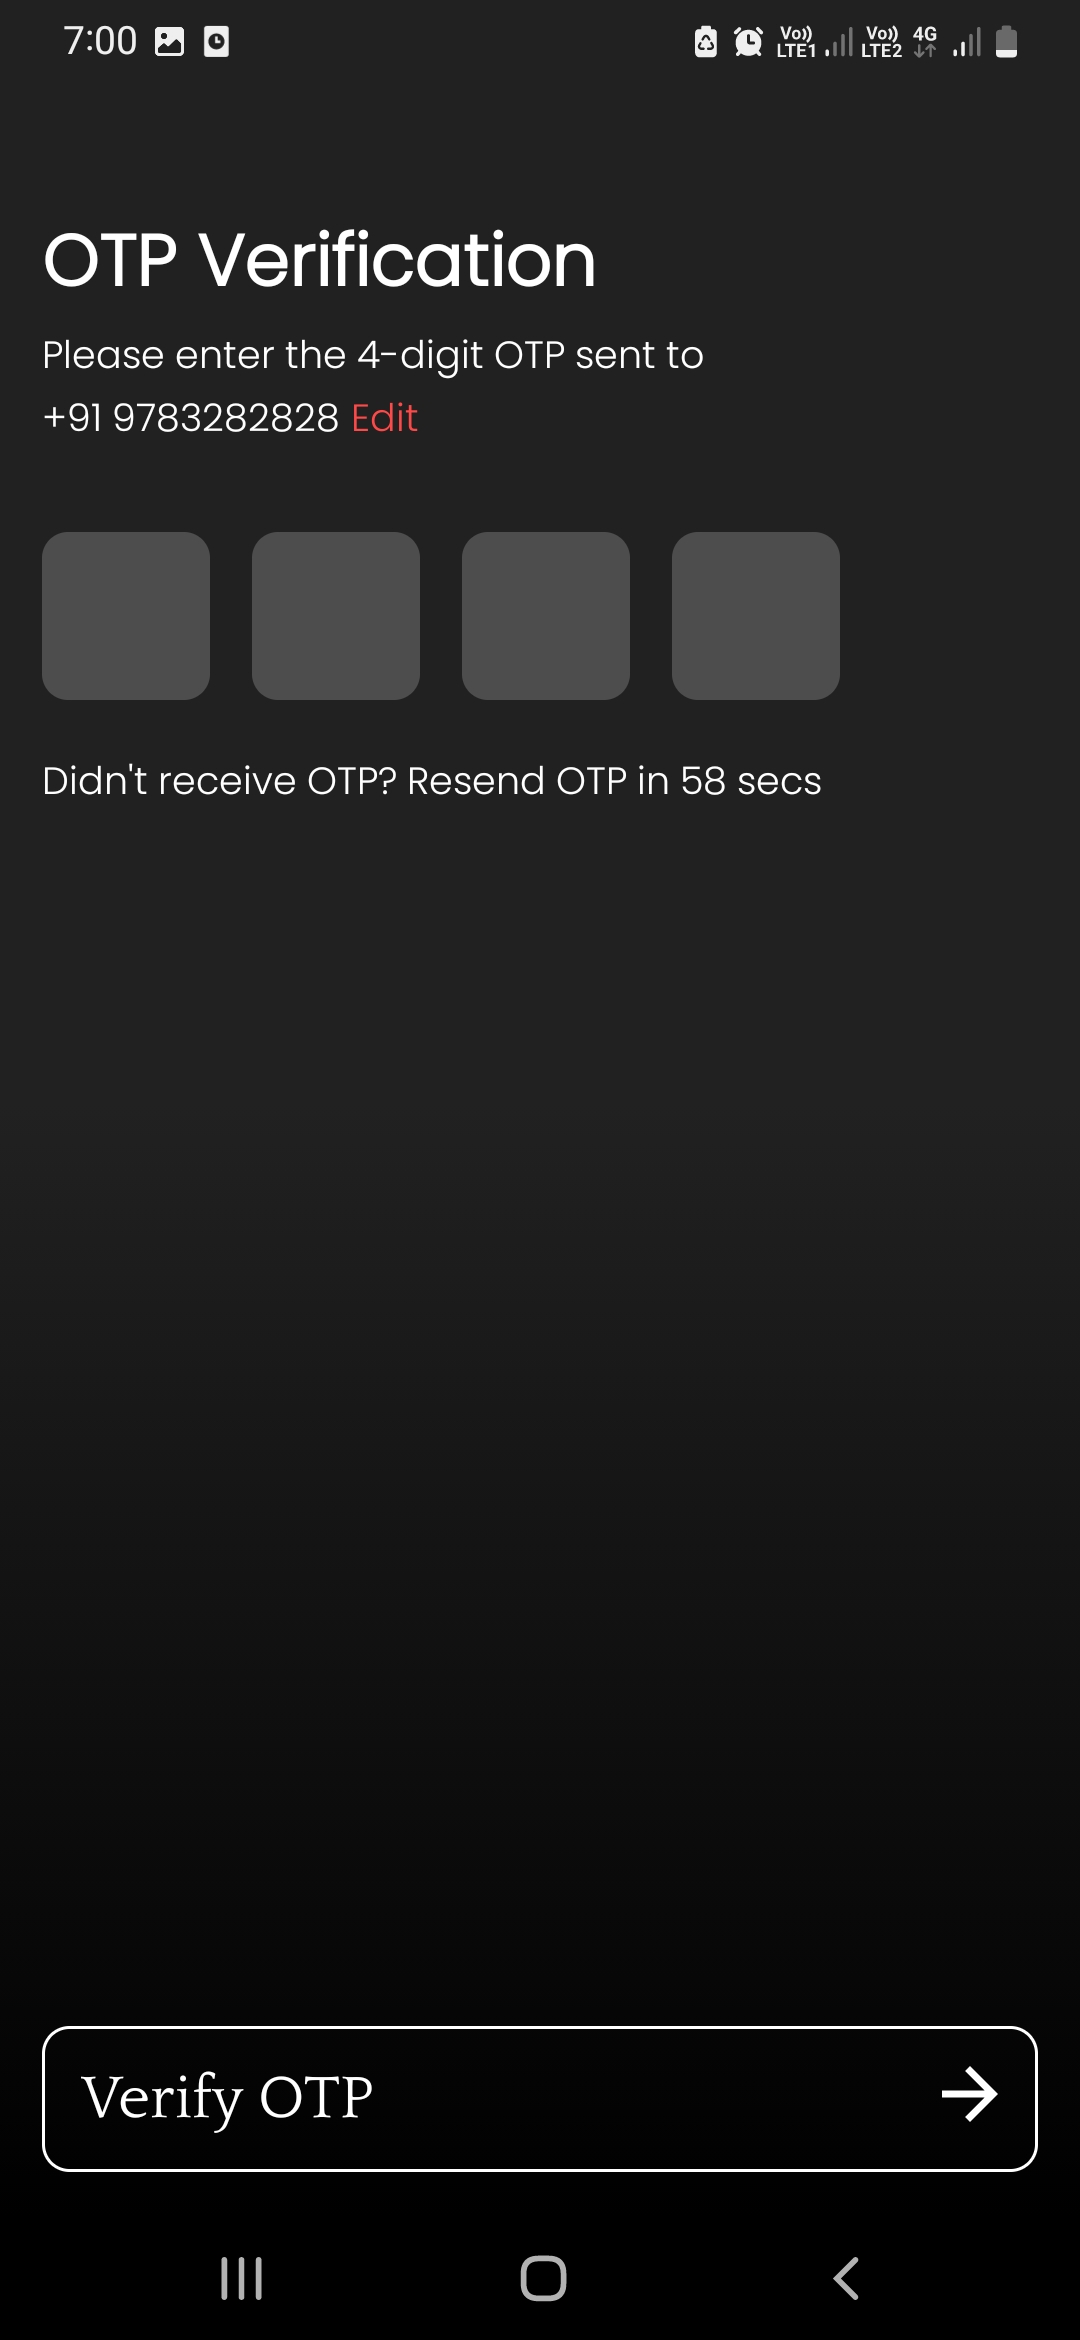 7:00 Vo)) LTE1 Vo)) LTE2 4G
OTP Verification
Please enter the 4-digit OTP sent to
+91 9783282828 Edit
Didn't receive OTP? Resend OTP in 58 secs
Verify OTP